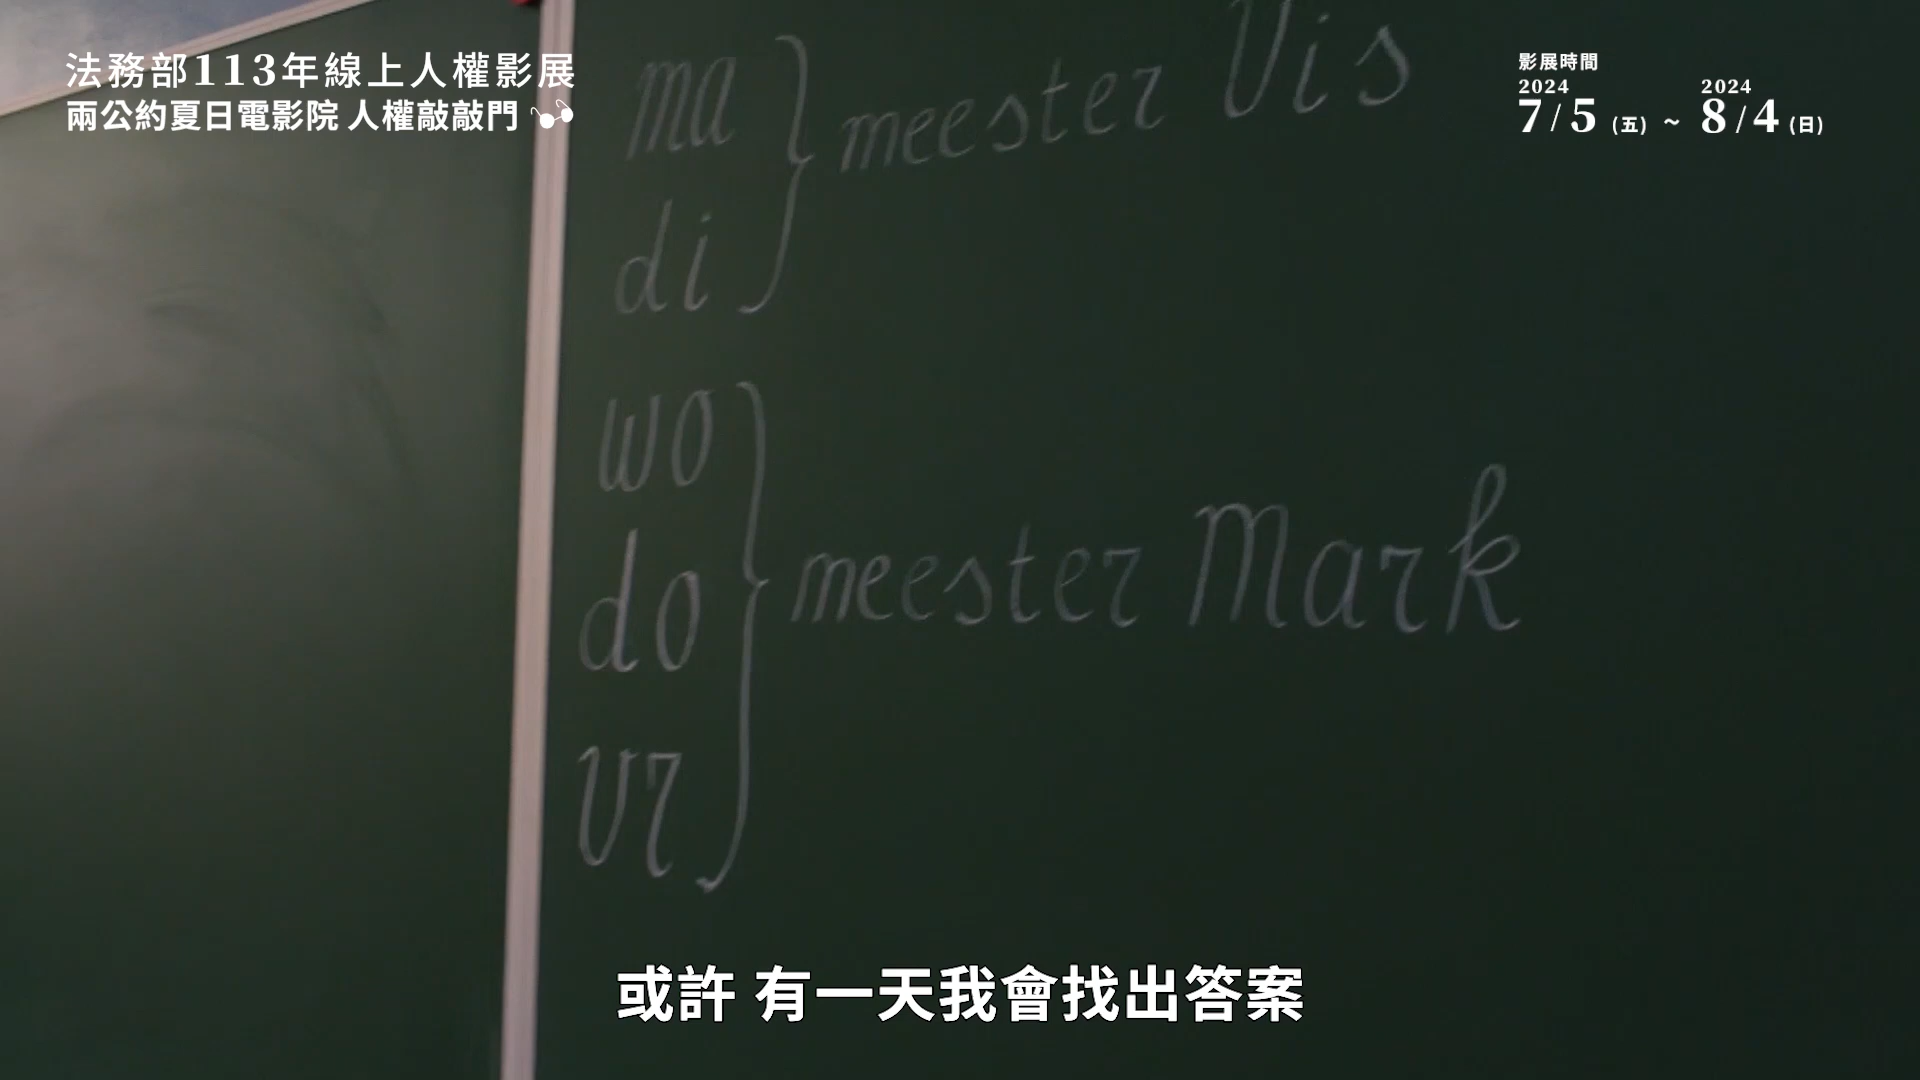 法務部113年線上人權影展
兩公約夏日電影院 人權敲敲門
影展時間
2024 2024
7/5 (五) ~ 8/4 (日)
ma
di
meester Vis
wo
do
vr
meester Mark
或許 有一天我會找出答案